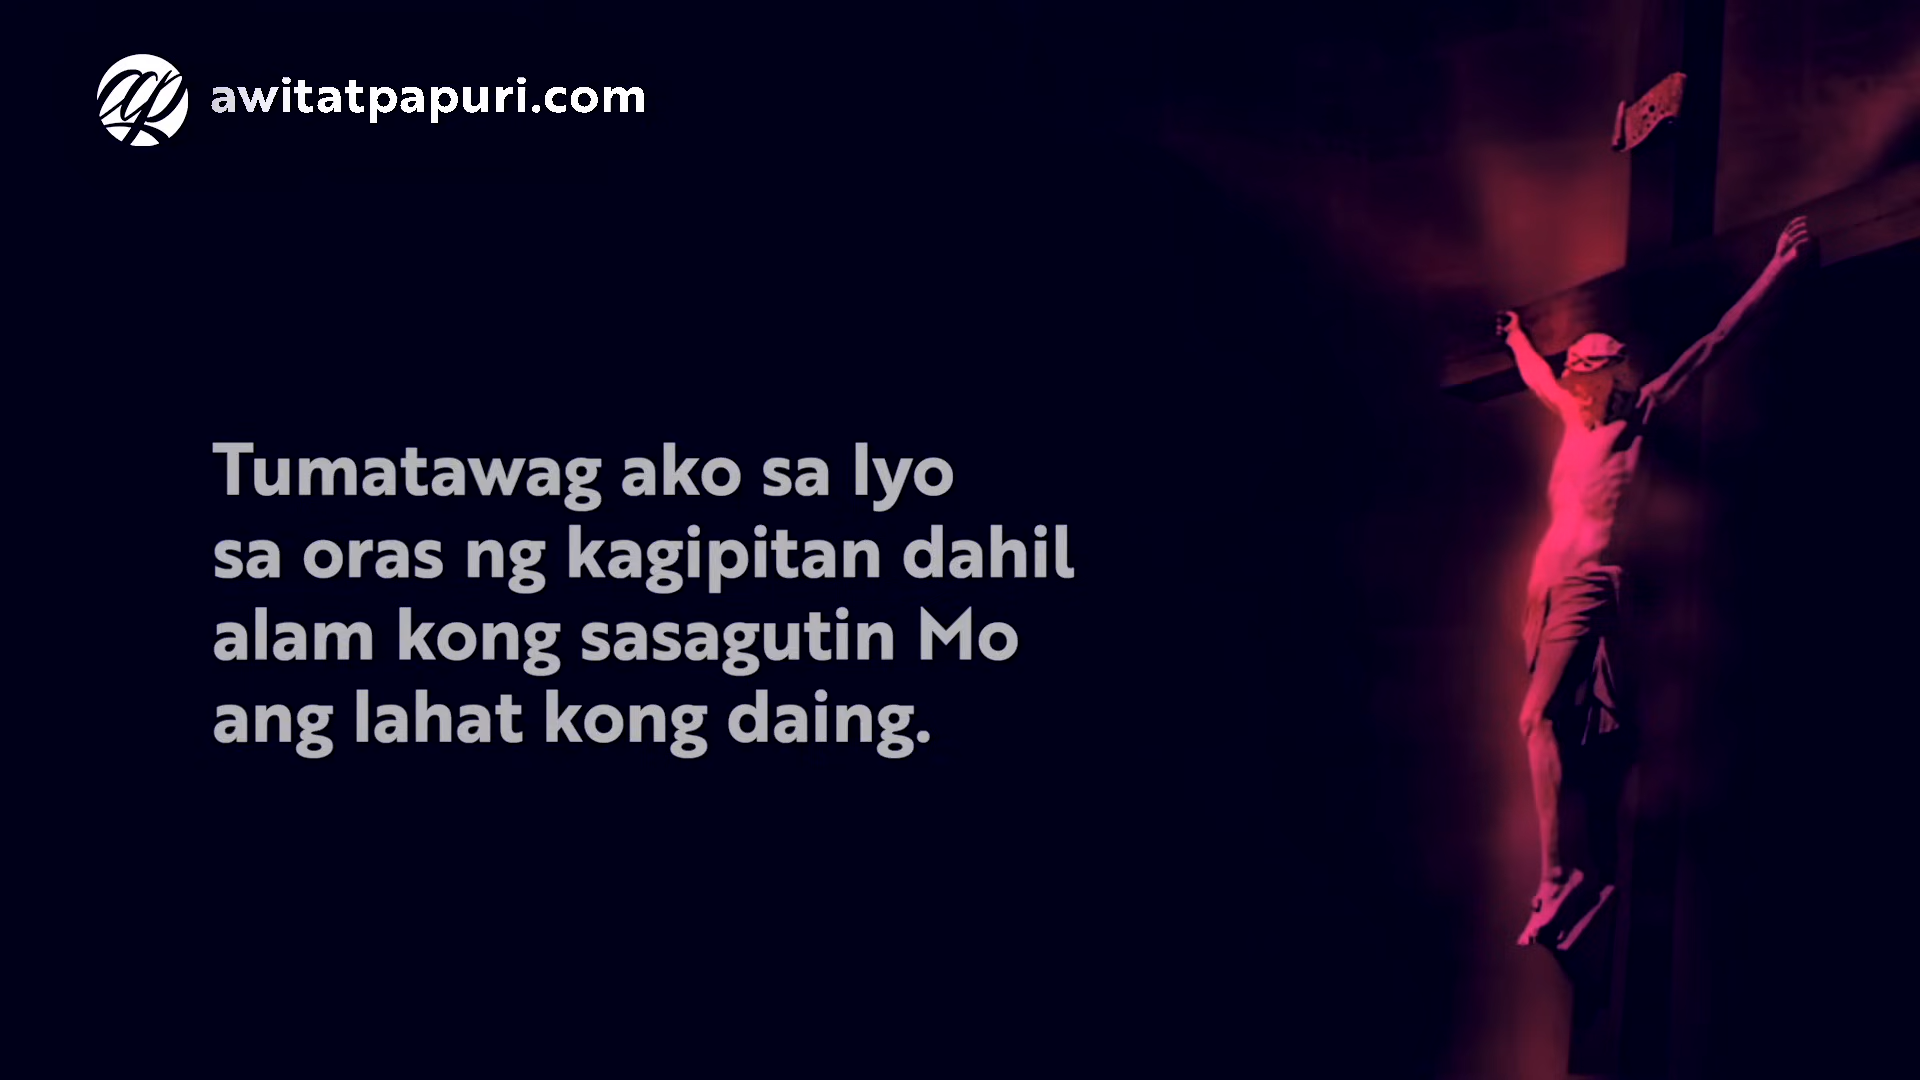 awitatpapuri.com
Tumatawag ako sa Iyo
sa oras ng kagipitan dahil
alam kong sasagutin Mo
ang lahat kong daing.